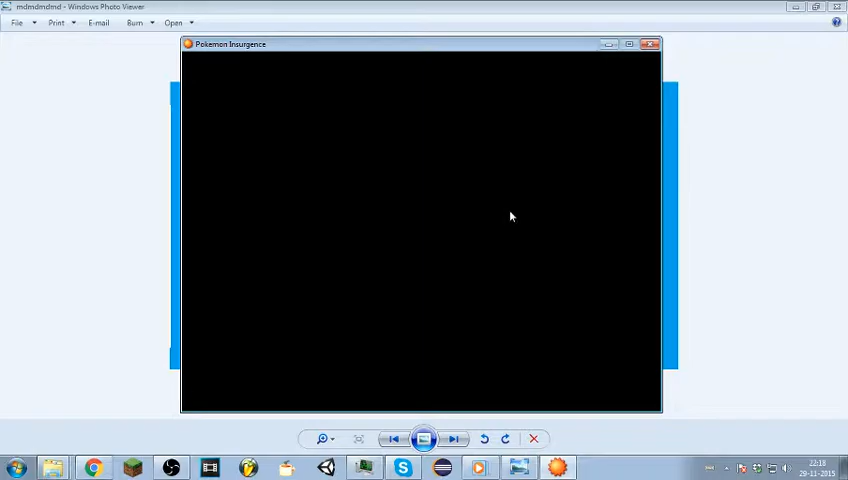 mdmdmdmd - Windows Photo Viewer
File Print E-mail Burn Open
Pokemon Insurgence
22:18
29-11-2015